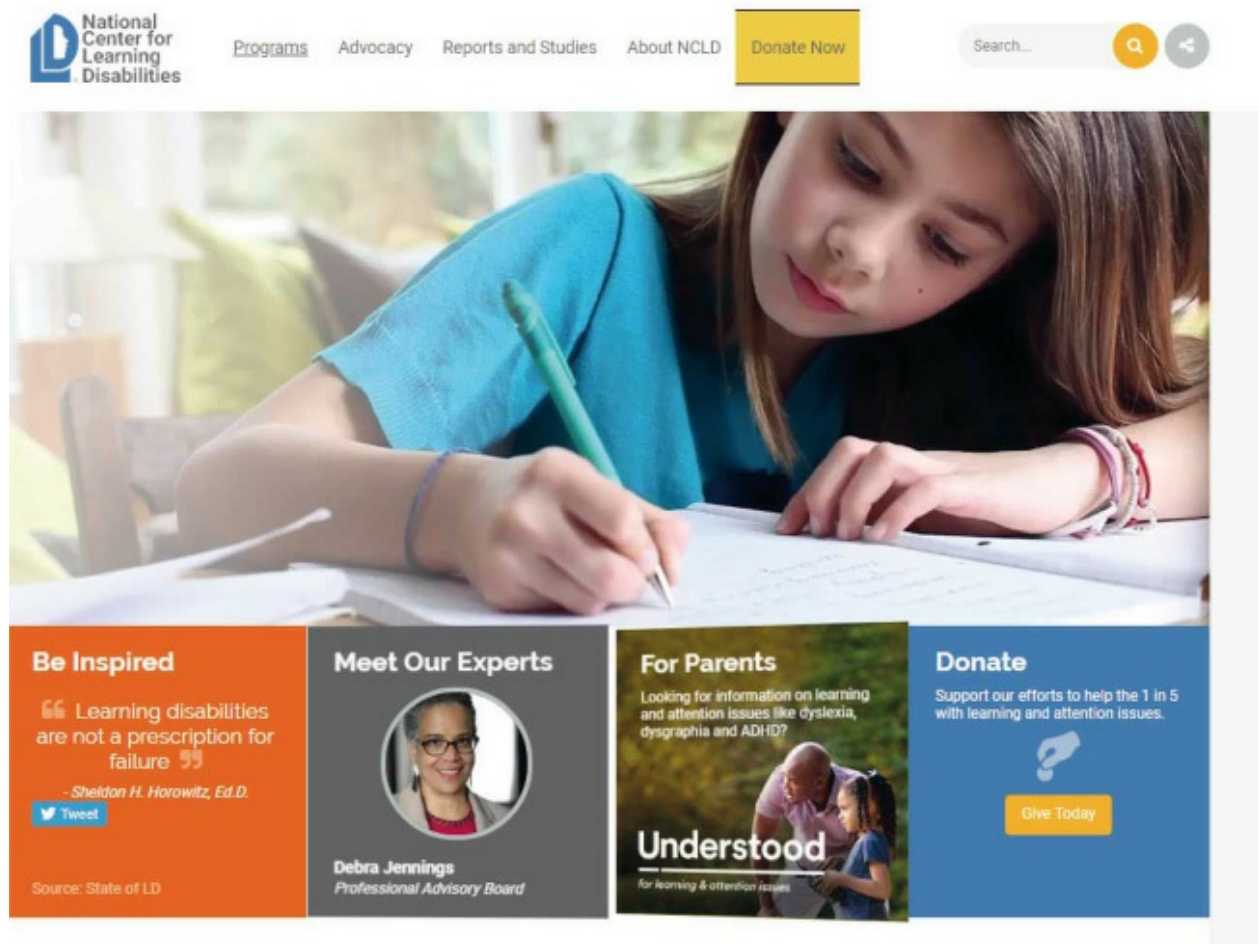 National
Center for
Learning
Disabilities
Programs
Advocacy
Reports and Studies
About NCLD
Donate Now
Search...
Be Inspired
“ Learning disabilities
are not a prescription for
failure ”
- Sheldon H. Horowitz, Ed.D.
Tweet
Source: State of LD
Meet Our Experts
Debra Jennings
Professional Advisory Board
For Parents
Looking for information on learning
and attention issues like dyslexia,
dysgraphia and ADHD?
Understood
for learning & attention issues
Donate
Support our efforts to help the 1 in 5
with learning and attention issues.
Give Today